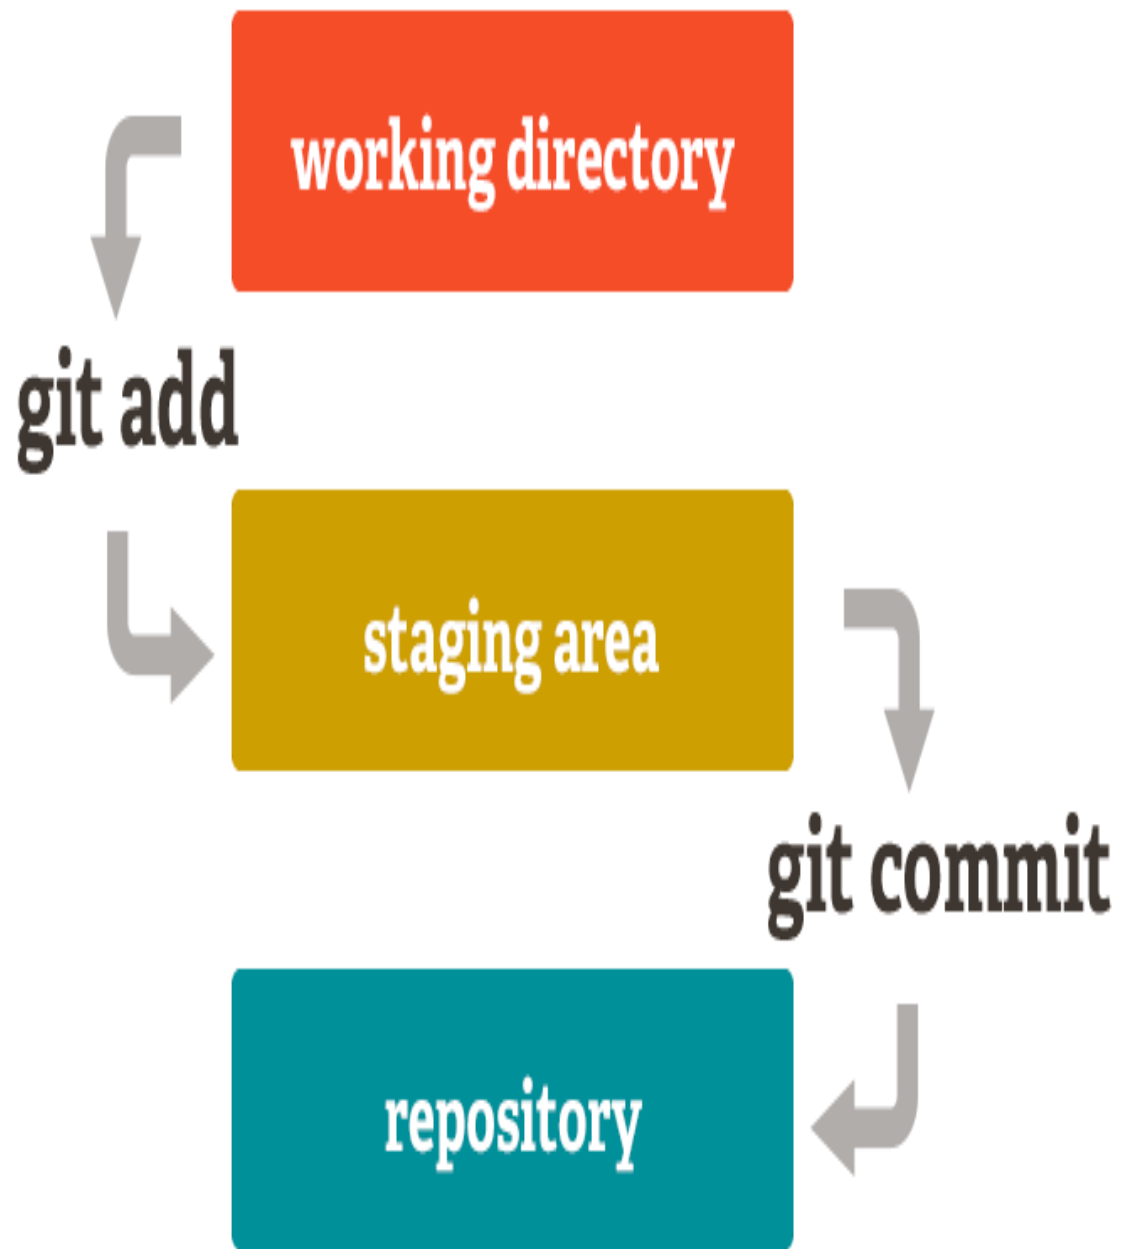 working directory
git add
staging area
git commit
repository